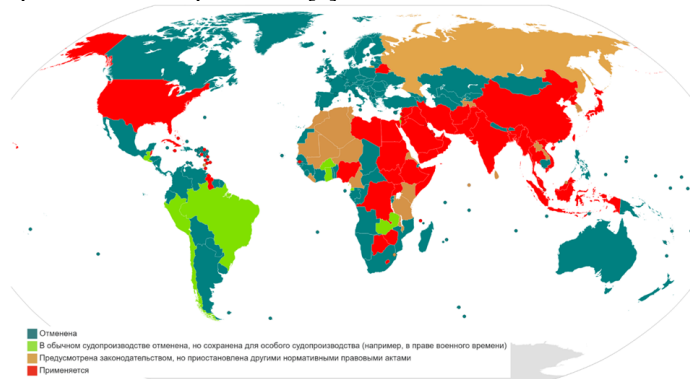 Отменена
В обычном судопроизводстве отменена, но сохранена для особого судопроизводства (например, в праве военного времени)
Предусмотрена законодательством, но приостановлена другими нормативными правовыми актами
Применяется